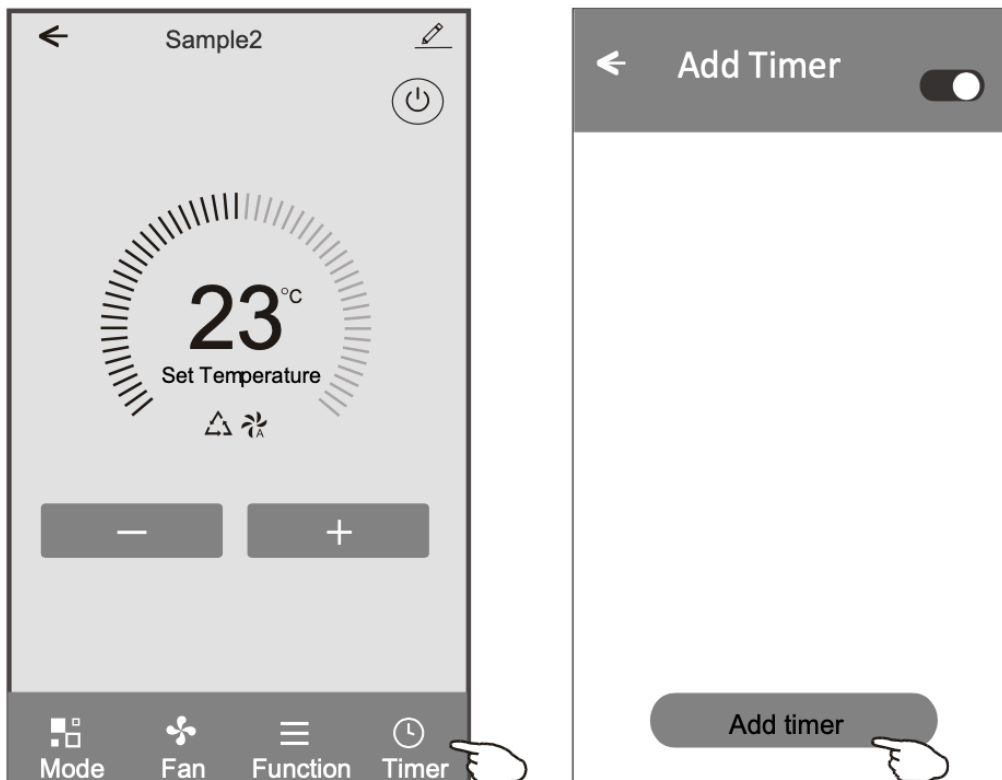 Sample2
23°C
Set Temperature
A
Mode Fan Function Timer
Add Timer
Add timer